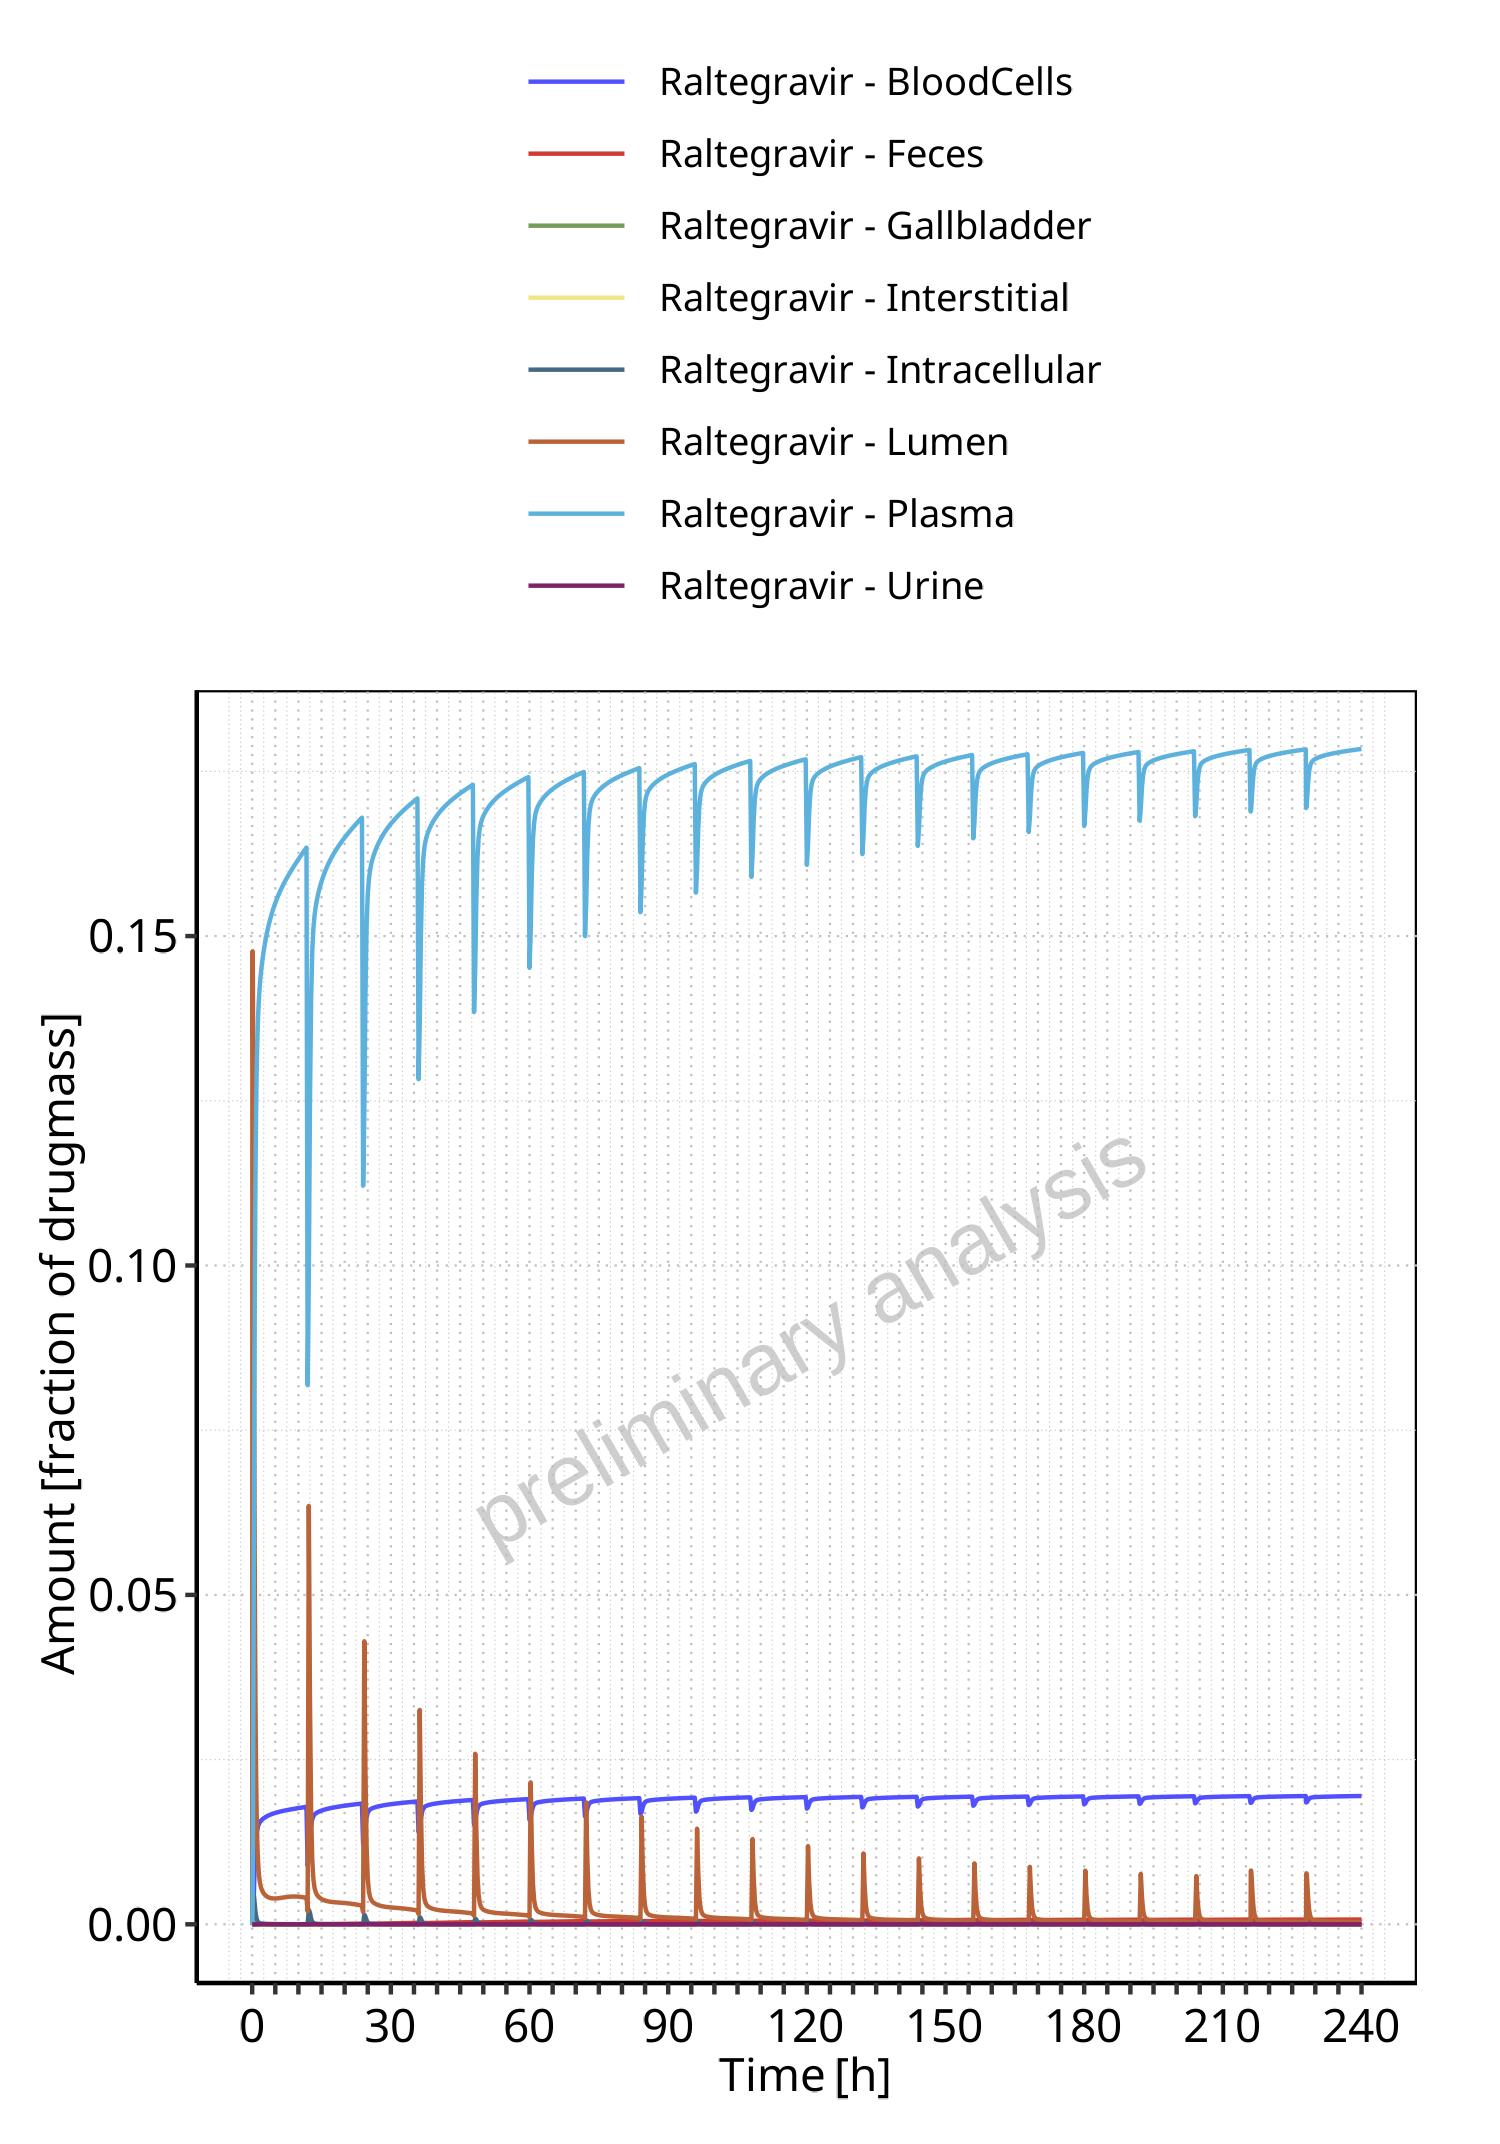 Raltegravir - BloodCells
Raltegravir - Feces
Raltegravir - Gallbladder
Raltegravir - Interstitial
Raltegravir - Intracellular
Raltegravir - Lumen
Raltegravir - Plasma
Raltegravir - Urine
Amount [fraction of drugmass]
0.15
0.10
0.05
0.00
preliminary analysis
0 30 60 90 120 150 180 210 240
Time [h]